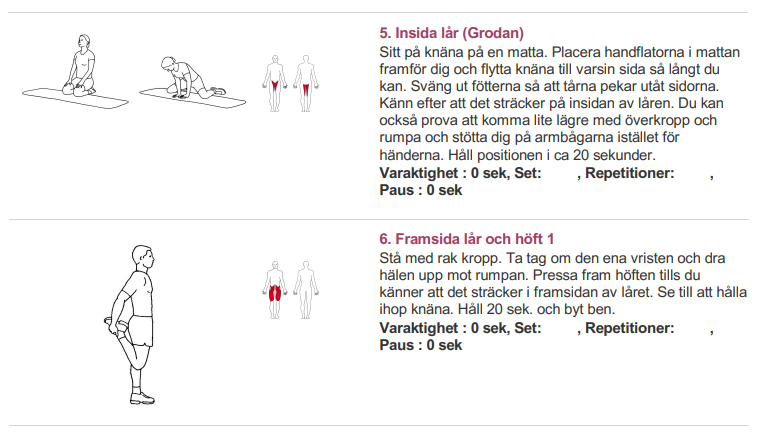 5. Insida lår (Grodan)
Sitt på knäna på en matta. Placera handflatorna i mattan
framför dig och flytta knäna till varsin sida så långt du
kan. Sväng ut fötterna så att tårna pekar utåt sidorna.
Känn efter att det sträcker på insidan av låren. Du kan
också prova att komma lite lägre med överkropp och
rumpa och stötta dig på armbågarna istället för
händerna. Håll positionen i ca 20 sekunder.
Varaktighet : 0 sek, Set: , Repetitioner: ,
Paus : 0 sek
6. Framsida lår och höft 1
Stå med rak kropp. Ta tag om den ena vristen och dra
hälen upp mot rumpan. Pressa fram höften tills du
känner att det sträcker i framsidan av låret. Se till att hålla
ihop knäna. Håll 20 sek. och byt ben.
Varaktighet : 0 sek, Set: , Repetitioner: ,
Paus : 0 sek